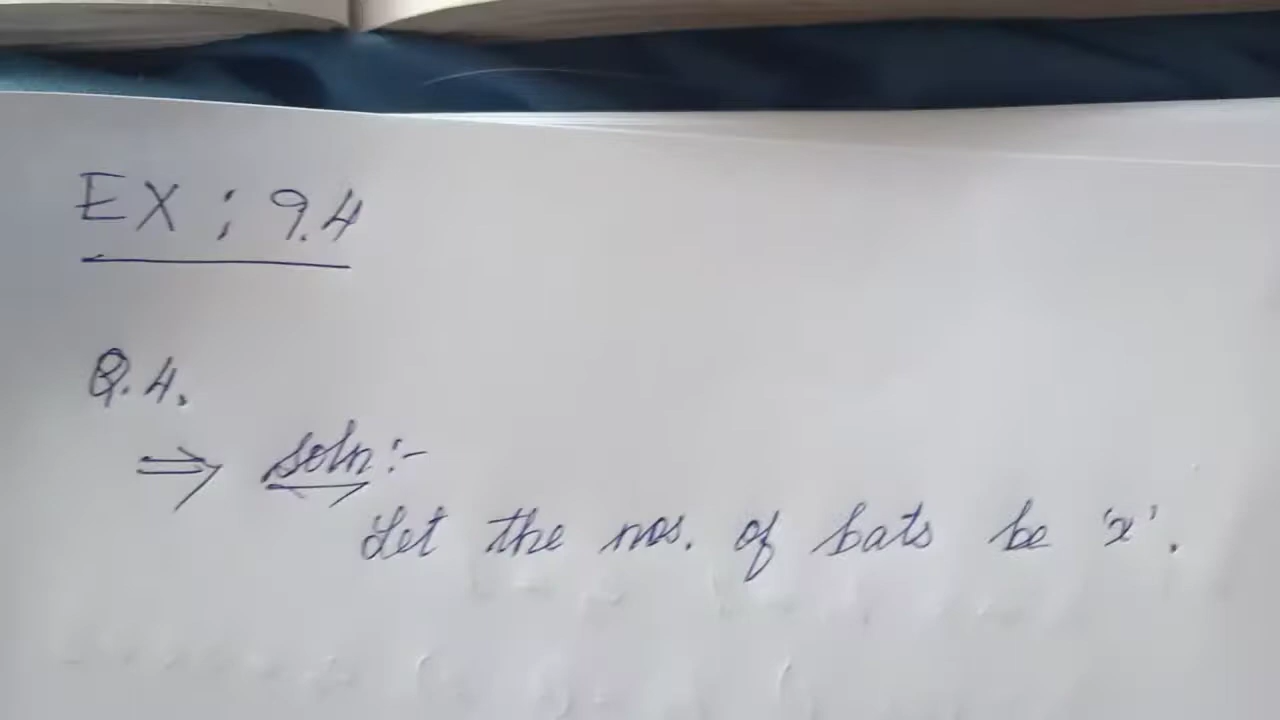 EX : 9.4
Q.4.
⇒ Soln :-
Let the nos. of bats be 'x'.